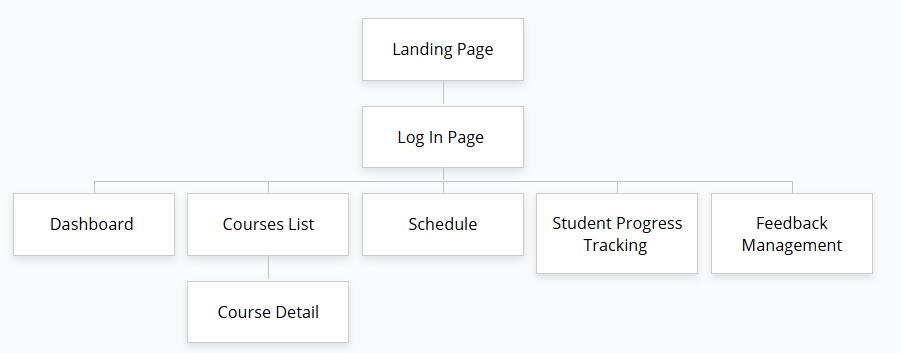 Landing Page
Log In Page
Dashboard
Courses List
Schedule
Student Progress
Tracking
Feedback
Management
Course Detail